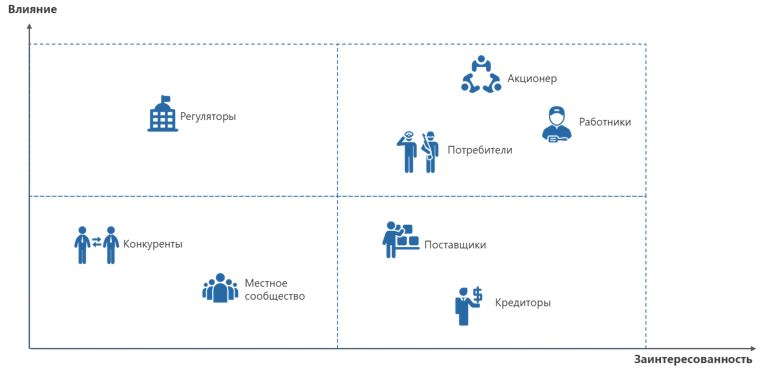 Влияние
Акционер
Регуляторы
Работники
Потребители
Конкуренты
Поставщики
Местное
сообщество
Кредиторы
Заинтересованность